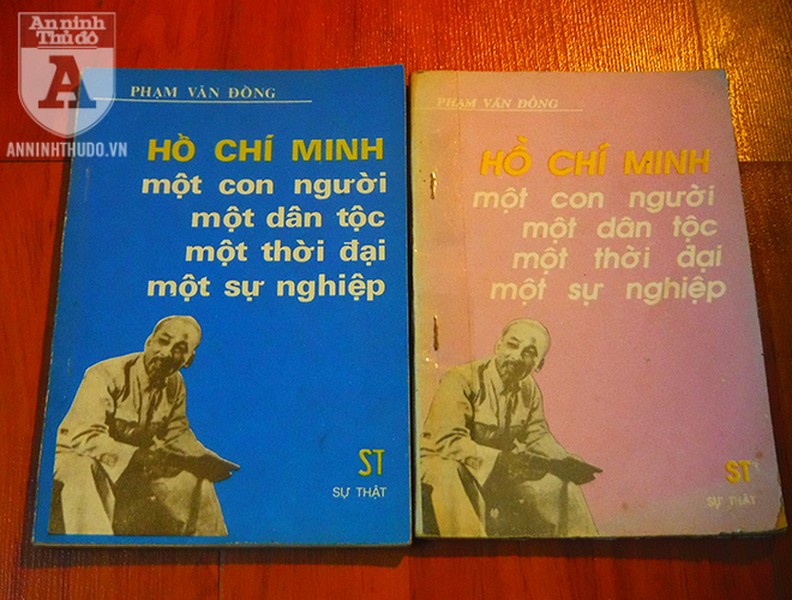 An ninh
Thủ đô
A
ANNINHTHUDO.VN
PHẠM VĂN ĐỒNG
HỒ CHÍ MINH
một con người
một dân tộc
một thời đại
một sự nghiệp
ST
SỰ THẬT
PHẠM VĂN ĐỒNG
HỒ CHÍ MINH
một con người
một dân tộc
một thời đại
một sự nghiệp
ST
SỰ THẬT